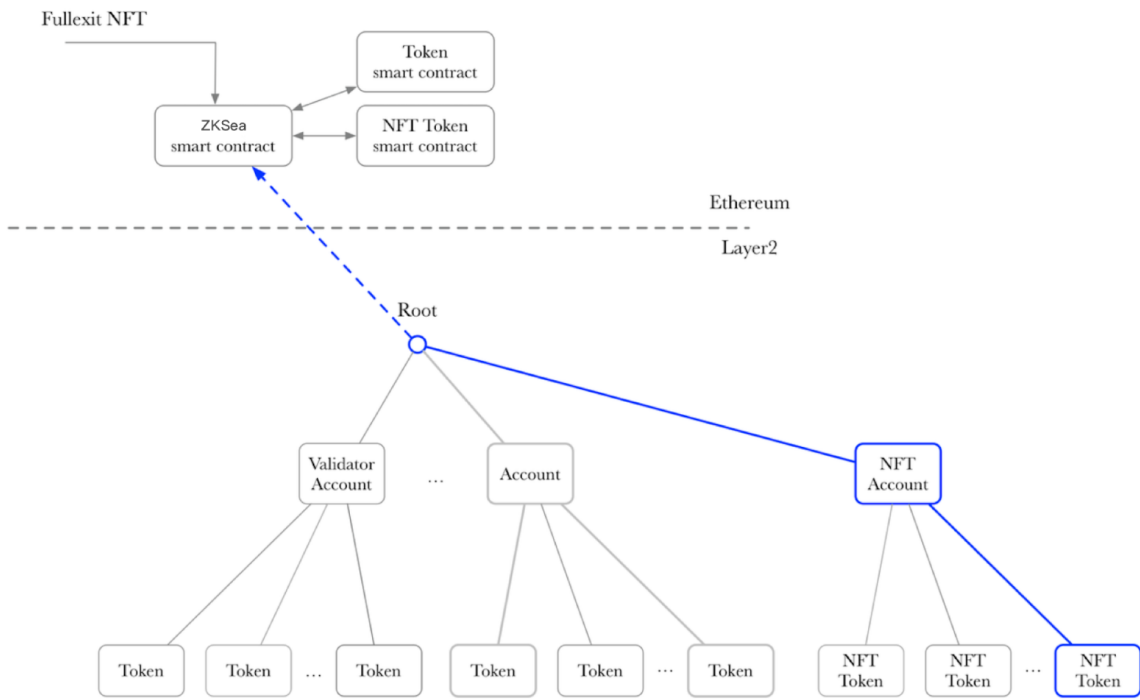 Fullexit NFT
Token
smart contract
ZKSea
smart contract
NFT Token
smart contract
Ethereum
Layer2
Root
Validator
Account
...
Account
NFT
Account
Token
Token
...
Token
Token
Token
...
Token
NFT
Token
NFT
Token
...
NFT
Token